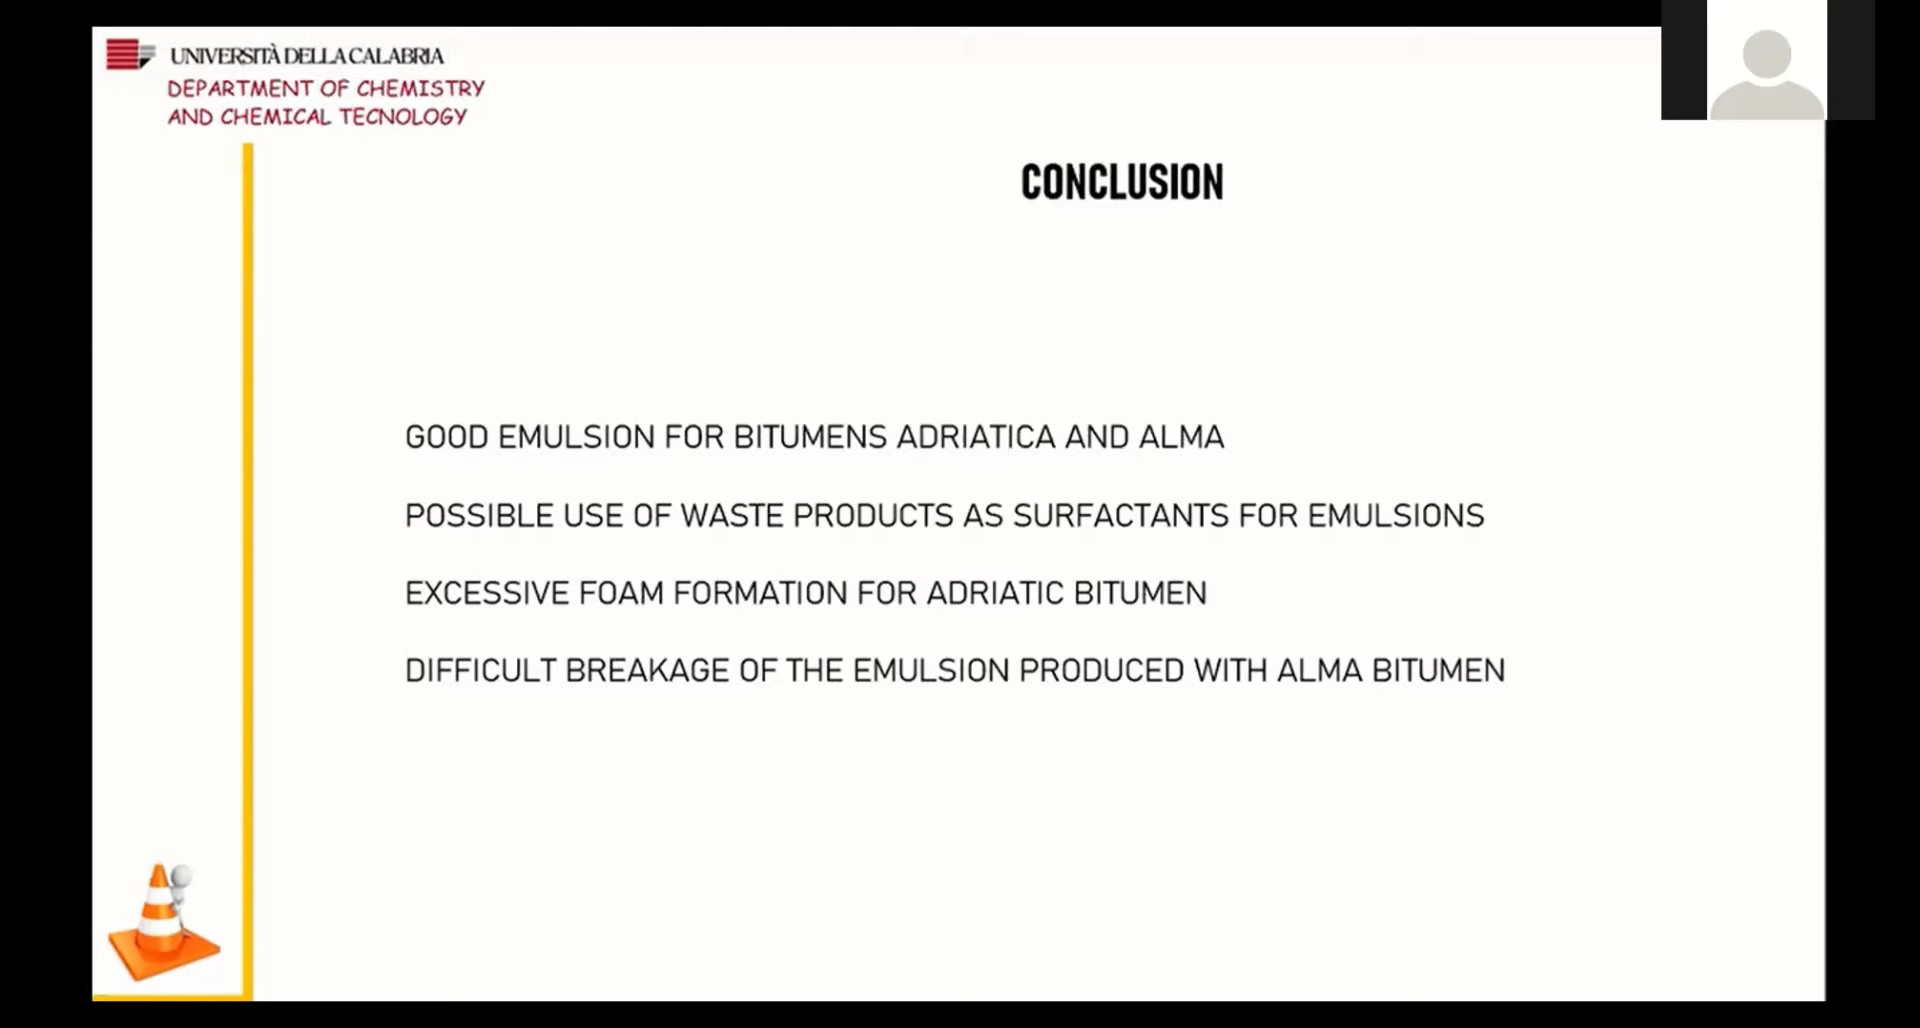 UNIVERSITÀ DELLA CALABRIA
DEPARTMENT OF CHEMISTRY
AND CHEMICAL TECNOLOGY
CONCLUSION
GOOD EMULSION FOR BITUMENS ADRIATICA AND ALMA
POSSIBLE USE OF WASTE PRODUCTS AS SURFACTANTS FOR EMULSIONS
EXCESSIVE FOAM FORMATION FOR ADRIATIC BITUMEN
DIFFICULT BREAKAGE OF THE EMULSION PRODUCED WITH ALMA BITUMEN